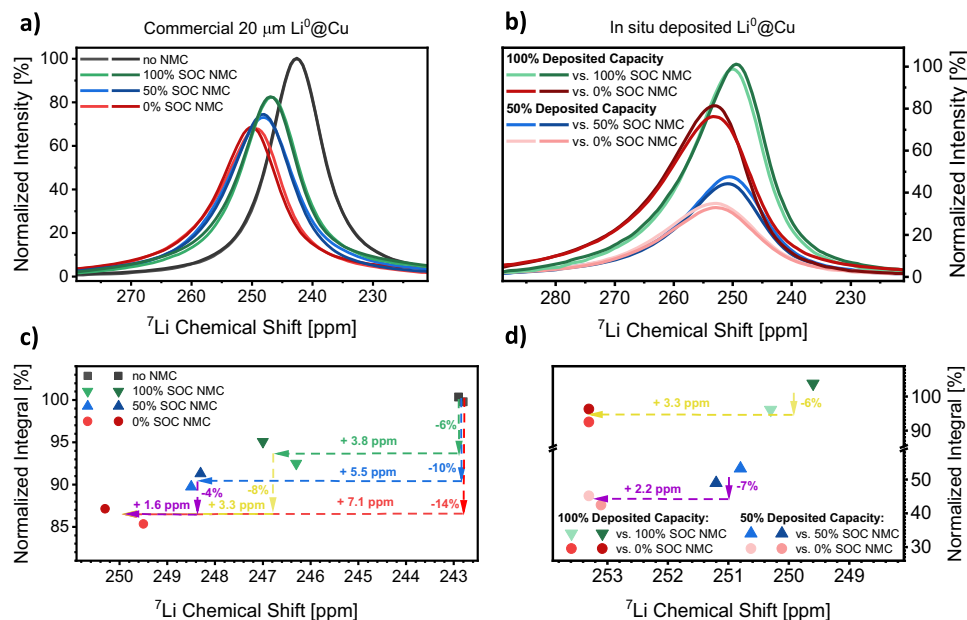 a)
Commercial 20 μm Li⁰@Cu
no NMC
100% SOC NMC
50% SOC NMC
0% SOC NMC
Normalized Intensity [%]
100
80
60
40
20
0
270
260
250
240
230
⁷Li Chemical Shift [ppm]
b)
In situ deposited Li⁰@Cu
100% Deposited Capacity
vs. 100% SOC NMC
vs. 0% SOC NMC
50% Deposited Capacity
vs. 50% SOC NMC
vs. 0% SOC NMC
100
80
60
40
20
0
Normalized Intensity [%]
280
270
260
250
240
230
⁷Li Chemical Shift [ppm]
c)
no NMC
100% SOC NMC
50% SOC NMC
0% SOC NMC
Normalized Integral [%]
100
95
90
85
-6%
+ 3.8 ppm
-10%
+ 5.5 ppm
-4%
-8%
+ 1.6 ppm
+ 3.3 ppm
+ 7.1 ppm
-14%
250
249
248
247
246
245
244
243
⁷Li Chemical Shift [ppm]
d)
+ 3.3 ppm
-6%
+ 2.2 ppm
-7%
100% Deposited Capacity:
vs. 100% SOC NMC
vs. 0% SOC NMC
50% Deposited Capacity:
vs. 50% SOC NMC
vs. 0% SOC NMC
100
90
60
50
40
30
Normalized Integral [%]
253
252
251
250
249
⁷Li Chemical Shift [ppm]